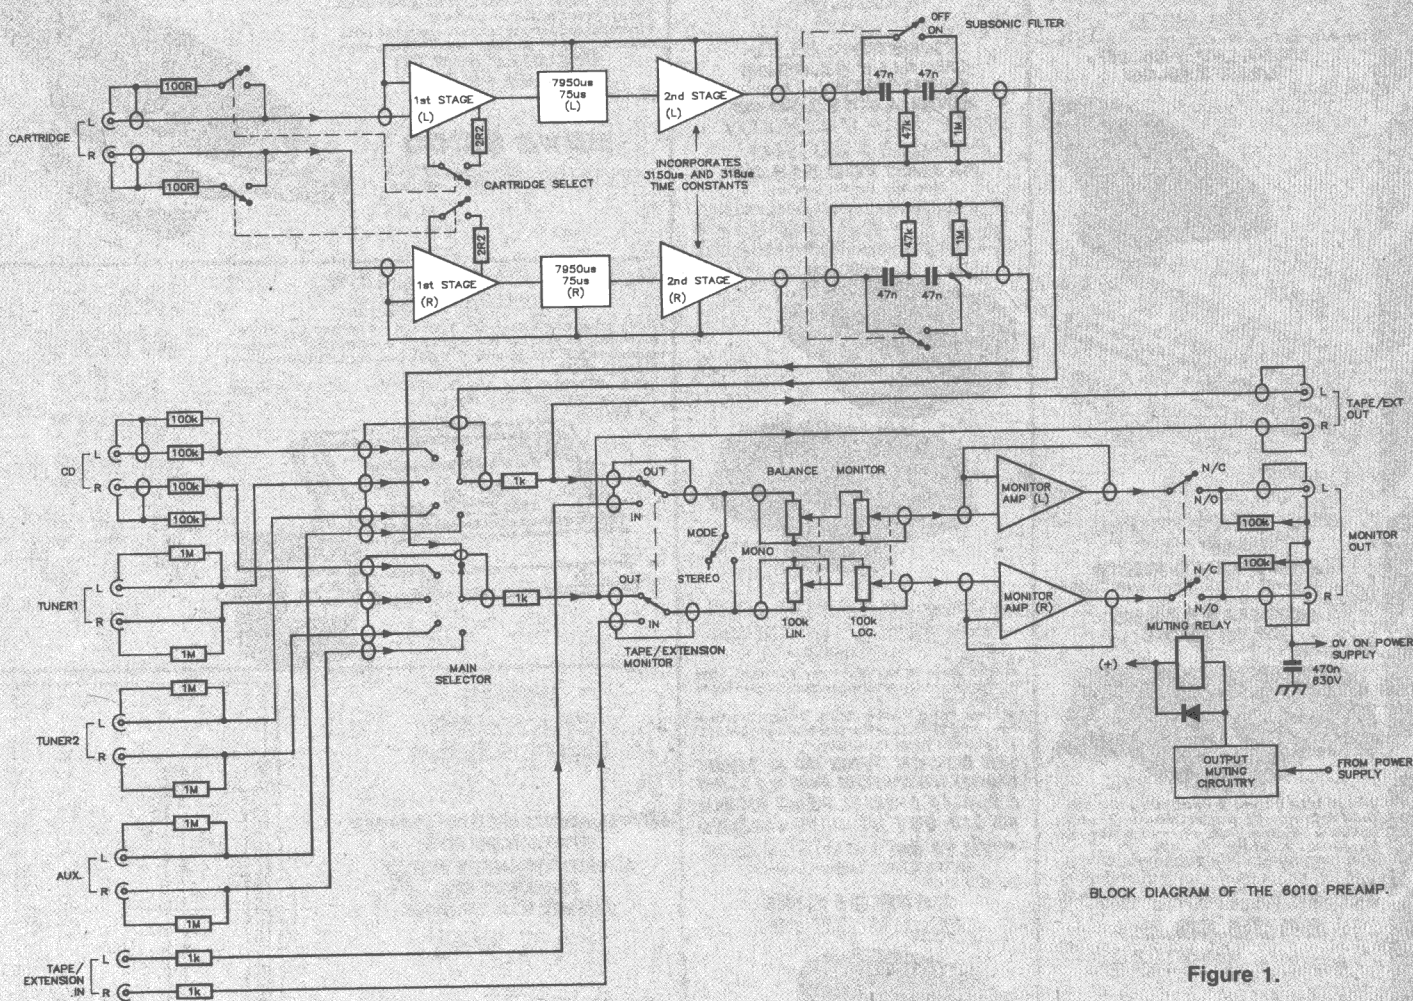 OFF
ON
SUBSONIC FILTER
100R
CARTRIDGE
L
R
100R
1st STAGE
(L)
7950us
75us
(L)
2nd STAGE
(L)
2R2
CARTRIDGE SELECT
INCORPORATES
3150us AND 318us
TIME CONSTANTS
47n
47n
47k
1M
2R2
1st STAGE
(R)
7950us
75us
(R)
2nd STAGE
(R)
47k
1M
47n
47n
L
R
TAPE/EXT
OUT
100k
L
100k
CD
R
100k
100k
1M
TUNER1
L
R
1M
1M
L
TUNER2
R
1M
1M
L
AUX.
R
1M
TAPE/
EXTENSION
IN
L
1k
R
1k
MAIN
SELECTOR
1k
1k
OUT
IN
OUT
IN
TAPE/EXTENSION
MONITOR
MODE
MONO
STEREO
BALANCE
MONITOR
100k
LIN.
100k
LOG.
MONITOR
AMP (L)
MONITOR
AMP (R)
N/C
N/O
N/C
N/O
100k
100k
L
MONITOR
OUT
R
MUTING RELAY
(+)
0V ON POWER
SUPPLY
470n
630V
OUTPUT
MUTING
CIRCUITRY
FROM POWER
SUPPLY
BLOCK DIAGRAM OF THE 6010 PREAMP.
Figure 1.